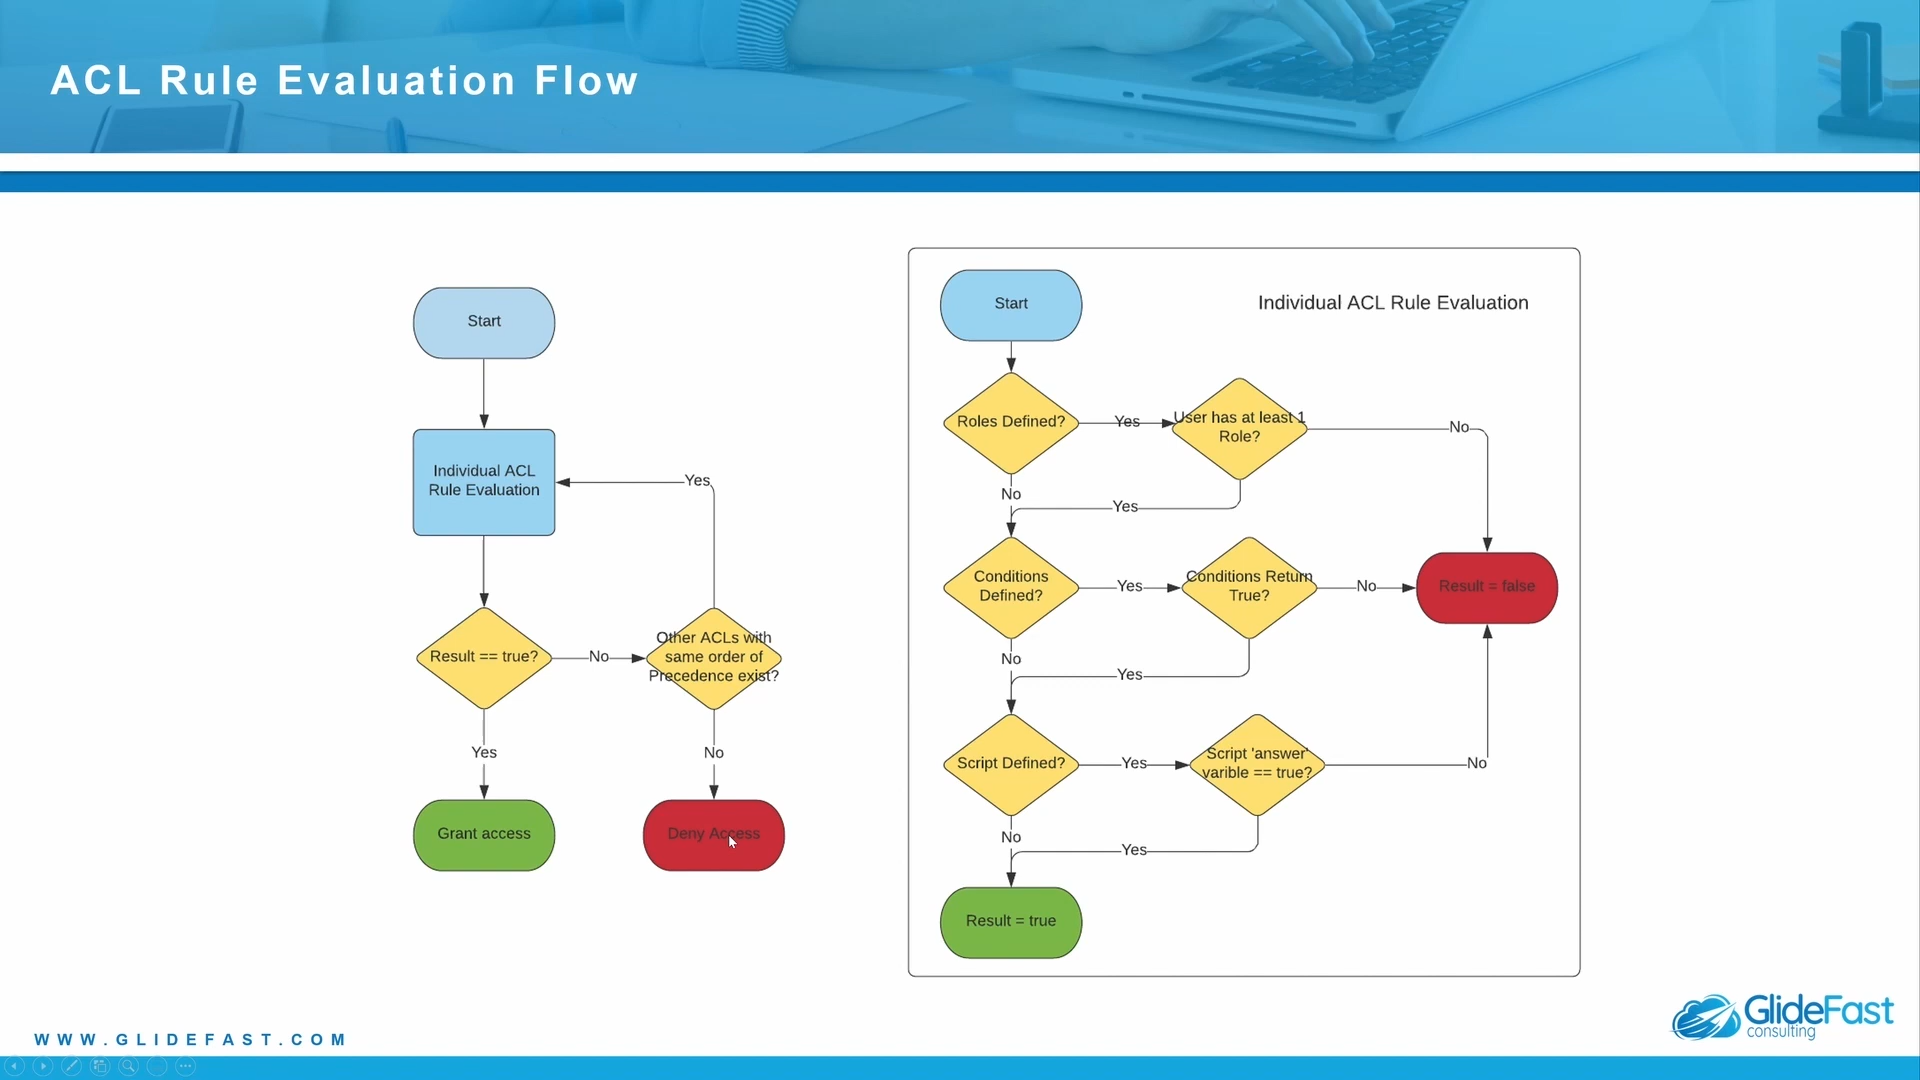 ACL Rule Evaluation Flow
Start
Individual ACL
Rule Evaluation
Yes
Result == true?
No
Other ACLs with
same order of
Precedence exist?
Yes
No
Grant access
Deny Access
Start
Individual ACL Rule Evaluation
Roles Defined?
Yes
User has at least 1
Role?
No
No
Yes
Conditions
Defined?
Yes
Conditions Return
True?
No
Result = false
No
Yes
Script Defined?
Yes
Script 'answer'
varible == true?
No
No
Yes
Result = true
GlideFast
consulting
WWW.GLIDEFAST.COM